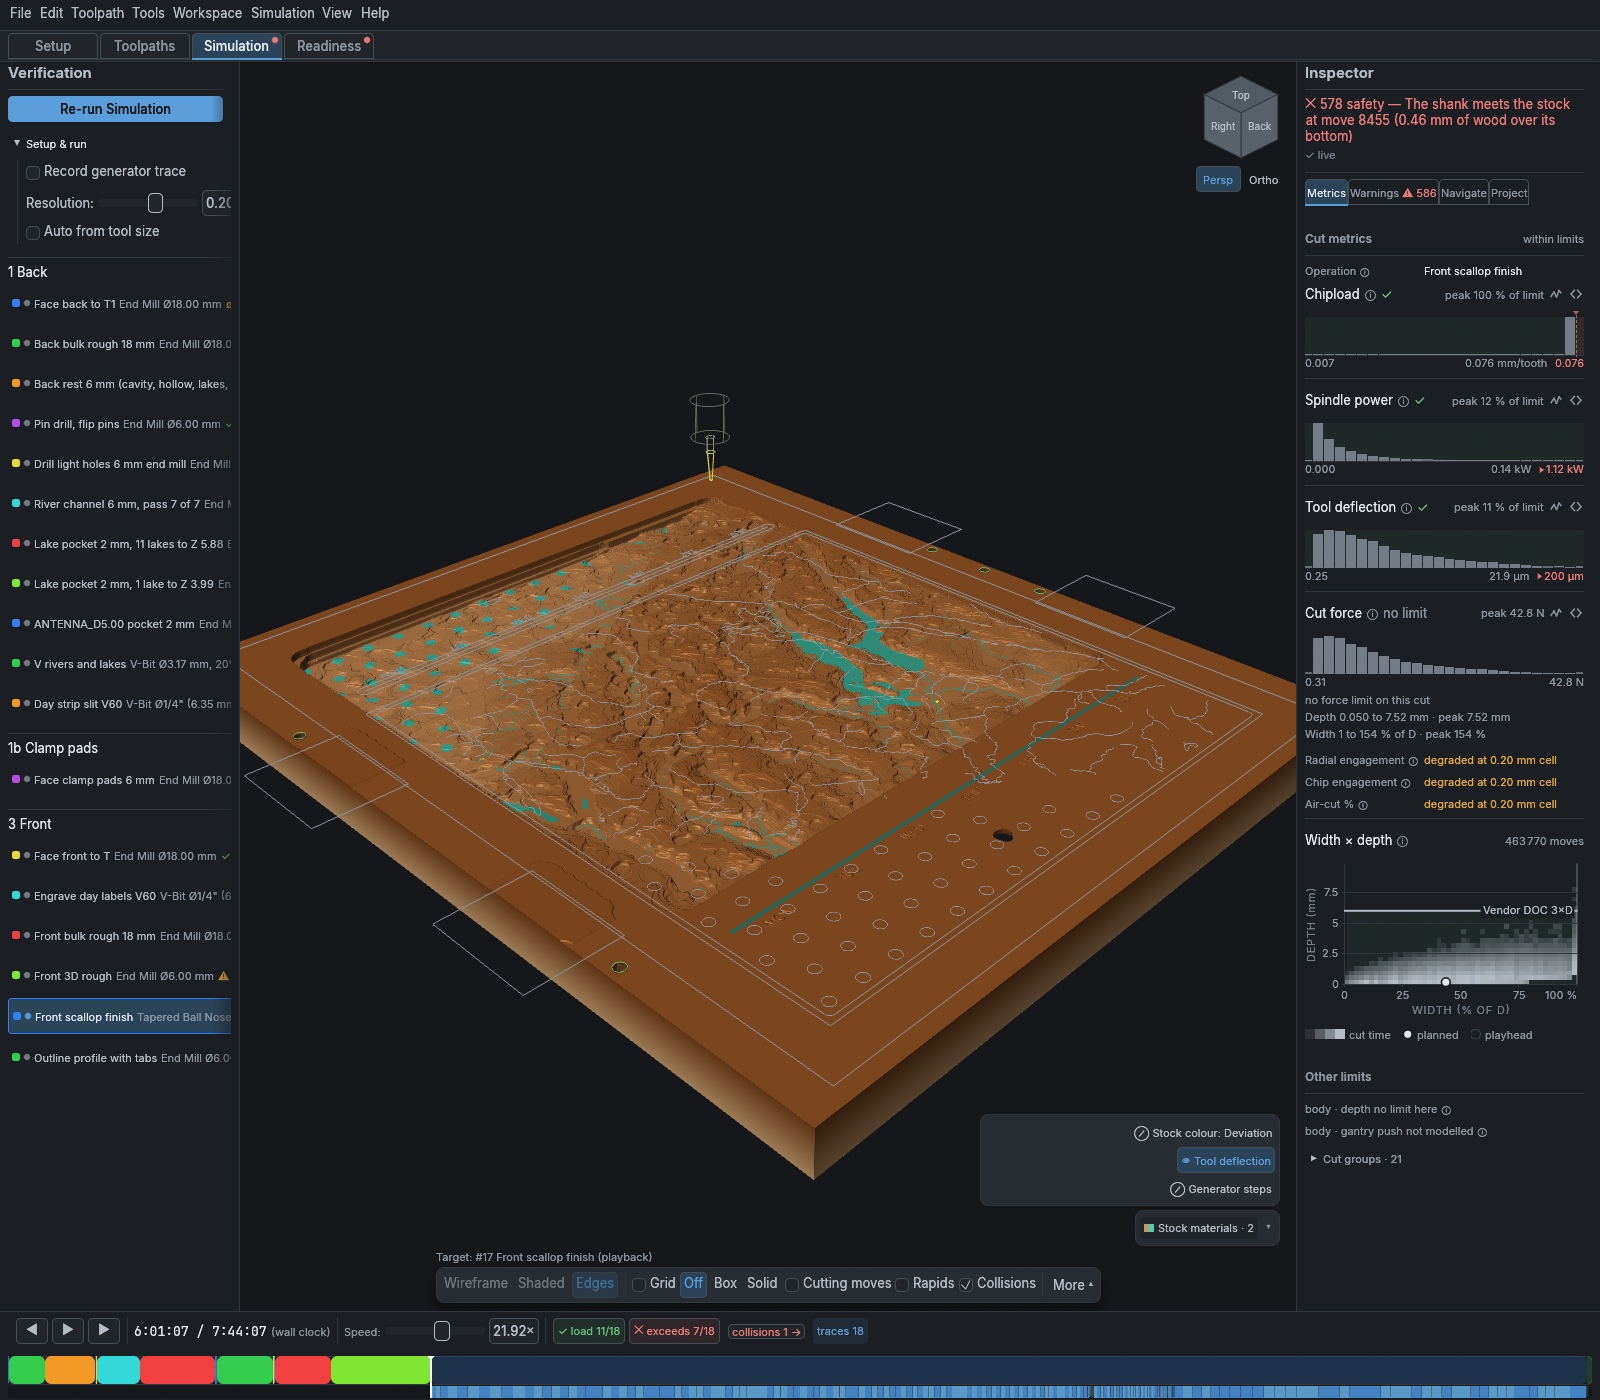 File Edit Toolpath Tools Workspace Simulation View Help
Setup Toolpaths Simulation Readiness
Verification
Re-run Simulation
Setup & run
Record generator trace
Resolution: 0.20
Auto from tool size
1 Back
Face back to T1 End Mill Ø18.00 mm
Back bulk rough 18 mm End Mill Ø18.0
Back rest 6 mm (cavity, hollow, lakes,
Pin drill, flip pins End Mill Ø6.00 mm
Drill light holes 6 mm end mill End Mill
River channel 6 mm, pass 7 of 7 End
Lake pocket 2 mm, 11 lakes to Z 5.88
Lake pocket 2 mm, 1 lake to Z 3.99 En
ANTENNA_D5.00 pocket 2 mm End M
V rivers and lakes V-Bit Ø3.17 mm, 20°
Day strip slit V60 V-Bit Ø1/4" (6.35 mm
1b Clamp pads
Face clamp pads 6 mm End Mill Ø18.0
3 Front
Face front to T End Mill Ø18.00 mm
Engrave day labels V60 V-Bit Ø1/4" (6
Front bulk rough 18 mm End Mill Ø18.0
Front 3D rough End Mill Ø6.00 mm
Front scallop finish Tapered Ball Nose
Outline profile with tabs End Mill Ø6.0
Top
Right Back
Persp Ortho
Stock colour: Deviation
Tool deflection
Generator steps
Stock materials · 2
Target: #17 Front scallop finish (playback)
Wireframe Shaded Edges Grid Off Box Solid Cutting moves Rapids Collisions More
Inspector
578 safety — The shank meets the stock
at move 8455 (0.46 mm of wood over its
bottom)
live
Metrics Warnings 586 Navigate Project
Cut metrics within limits
Operation Front scallop finish
Chipload peak 100 % of limit
0.007 0.076 mm/tooth 0.076
Spindle power peak 12 % of limit
0.000 0.14 kW 1.12 kW
Tool deflection peak 11 % of limit
0.25 21.9 µm 200 µm
Cut force no limit peak 42.8 N
0.31 42.8 N
no force limit on this cut
Depth 0.050 to 7.52 mm · peak 7.52 mm
Width 1 to 154 % of D · peak 154 %
Radial engagement degraded at 0.20 mm cell
Chip engagement degraded at 0.20 mm cell
Air-cut % degraded at 0.20 mm cell
Width × depth 463770 moves
DEPTH (mm)
7.5
Vendor DOC 3×D
5
2.5
0
0 25 50 75 100 %
WIDTH (% OF D)
cut time planned playhead
Other limits
body · depth no limit here
body · gantry push not modelled
Cut groups · 21
6:01:07 / 7:44:07 (wall clock) Speed: 21.92× load 11/18 exceeds 7/18 collisions 1 → traces 18